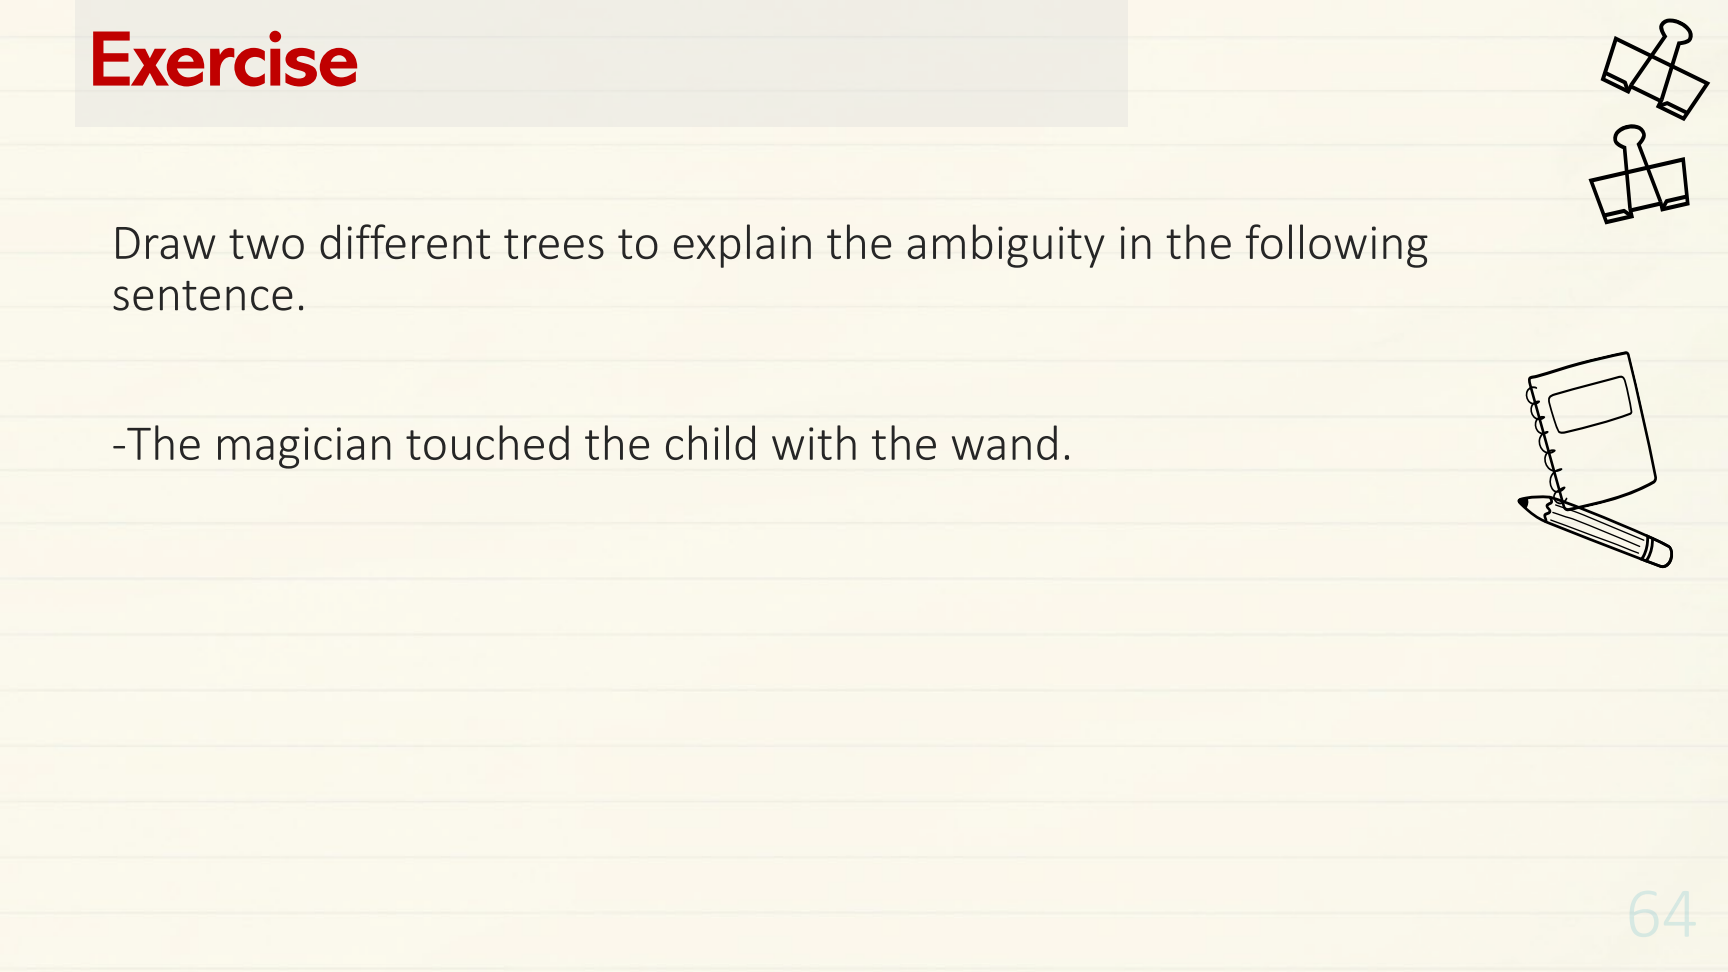 Exercise
Draw two different trees to explain the ambiguity in the following
sentence.
-The magician touched the child with the wand.
64